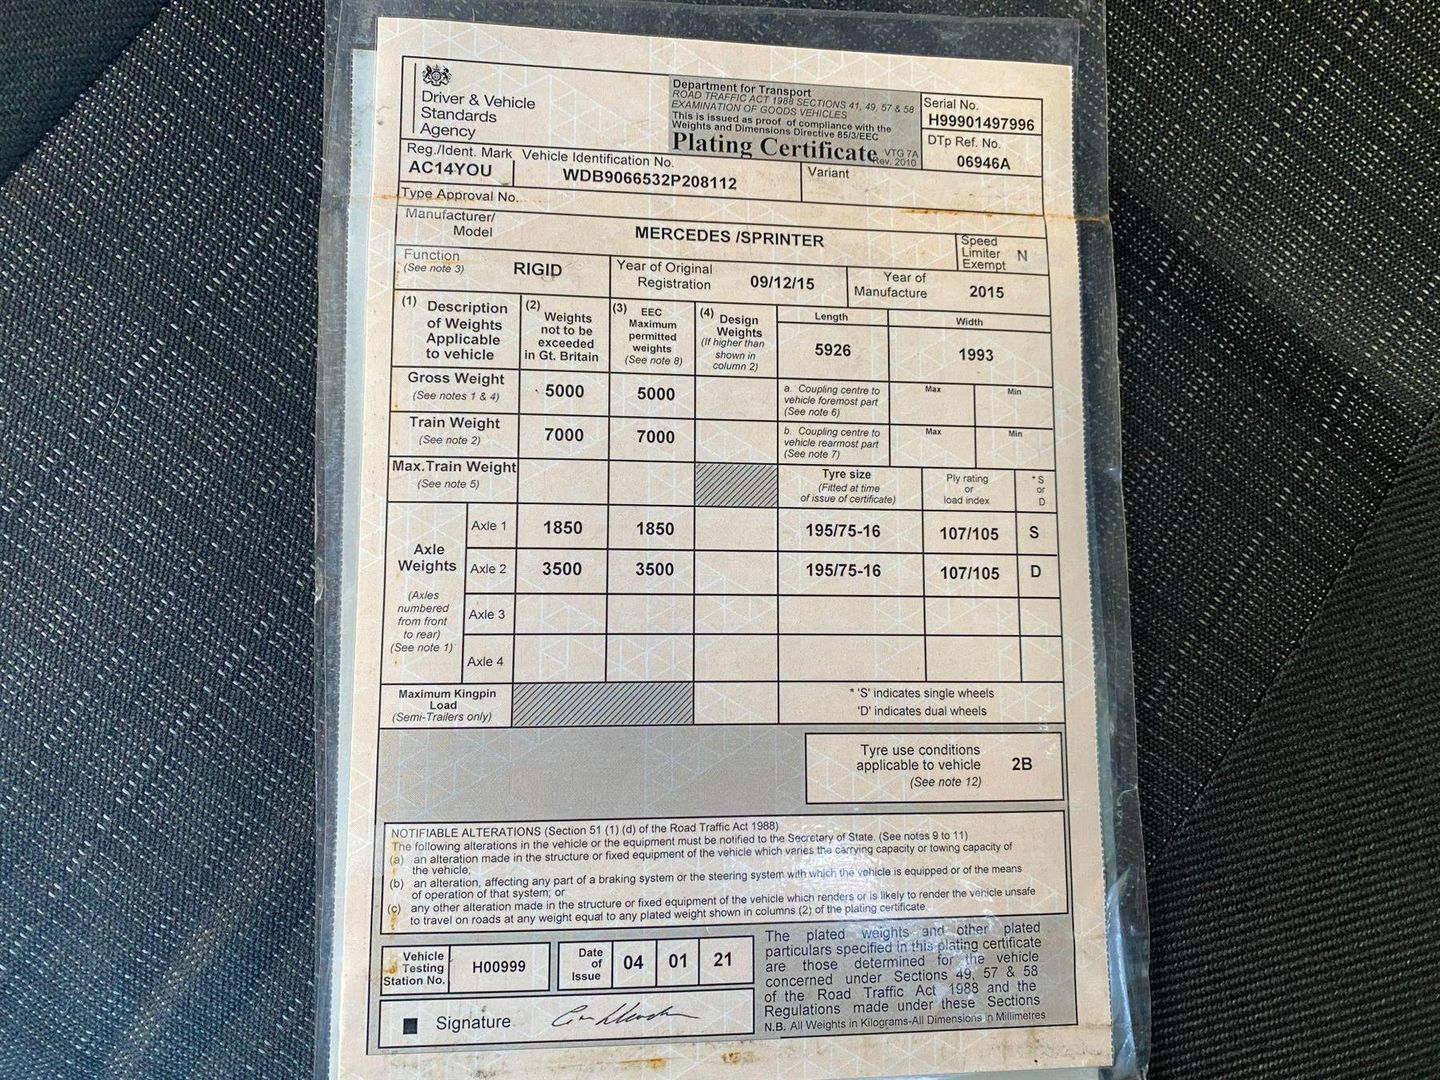 Driver & Vehicle
Standards
Agency
Department for Transport
ROAD TRAFFIC ACT 1988 SECTIONS 41, 49, 57 & 58
EXAMINATION OF GOODS VEHICLES
This is issued as proof of compliance with the
Weights and Dimensions Directive 85/3/EEC
Plating Certificate VTG 7A
Rev. 2010
Serial No.
H99901497996
DTp Ref. No.
06946A
Reg./Ident. Mark
AC14YOU
Vehicle Identification No.
WDB9066532P208112
Variant
Type Approval No.
Manufacturer/
Model
MERCEDES /SPRINTER
Speed
Limiter
Exempt
N
Function
(See note 3)
RIGID
Year of Original
Registration
09/12/15
Year of
Manufacture
2015
(1) Description
of Weights
Applicable
to vehicle
(2) Weights
not to be
exceeded
in Gt. Britain
(3) EEC
Maximum
permitted
weights
(See note 8)
(4) Design
Weights
(If higher than
shown in
column 2)
Length
5926
Width
1993
Gross Weight
(See notes 1 & 4)
5000
5000
a. Coupling centre to
vehicle foremost part
(See note 6)
Max
Min
Train Weight
(See note 2)
7000
7000
b. Coupling centre to
vehicle rearmost part
(See note 7)
Max
Min
Max.Train Weight
(See note 5)
Tyre size
(Fitted at time
of issue of certificate)
Ply rating
or
load index
* S
or
D
Axle
Weights
(Axles
numbered
from front
to rear)
(See note 1)
Axle 1
1850
1850
195/75-16
107/105
S
Axle 2
3500
3500
195/75-16
107/105
D
Axle 3
Axle 4
Maximum Kingpin
Load
(Semi-Trailers only)
* 'S' indicates single wheels
'D' indicates dual wheels
Tyre use conditions
applicable to vehicle
(See note 12)
2B
NOTIFIABLE ALTERATIONS (Section 51 (1) (d) of the Road Traffic Act 1988)
The following alterations in the vehicle or the equipment must be notified to the Secretary of State. (See notes 9 to 11)
(a) an alteration made in the structure or fixed equipment of the vehicle which varies the carrying capacity or towing capacity of
the vehicle;
(b) an alteration, affecting any part of a braking system or the steering system with which the vehicle is equipped or of the means
of operation of that system; or
(c) any other alteration made in the structure or fixed equipment of the vehicle which renders or is likely to render the vehicle unsafe
to travel on roads at any weight equal to any plated weight shown in columns (2) of the plating certificate.
Vehicle
Testing
Station No.
H00999
Date
of
Issue
04
01
21
Signature
The plated weights and other plated
particulars specified in this plating certificate
are those determined for the vehicle
concerned under Sections 49, 57 & 58
of the Road Traffic Act 1988 and the
Regulations made under these Sections
N.B. All Weights in Kilograms-All Dimensions in Millimetres